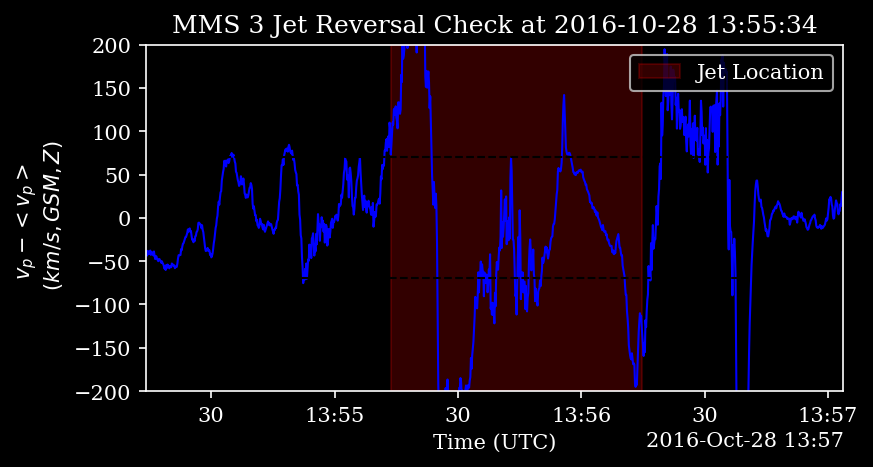 MMS 3 Jet Reversal Check at 2016-10-28 13:55:34
Jet Location
200
150
100
50
0
−50
−100
−150
−200
v_p − <v_p>
(km/s, GSM, Z)
30
13:55
30
13:56
30
13:57
Time (UTC)
2016-Oct-28 13:57